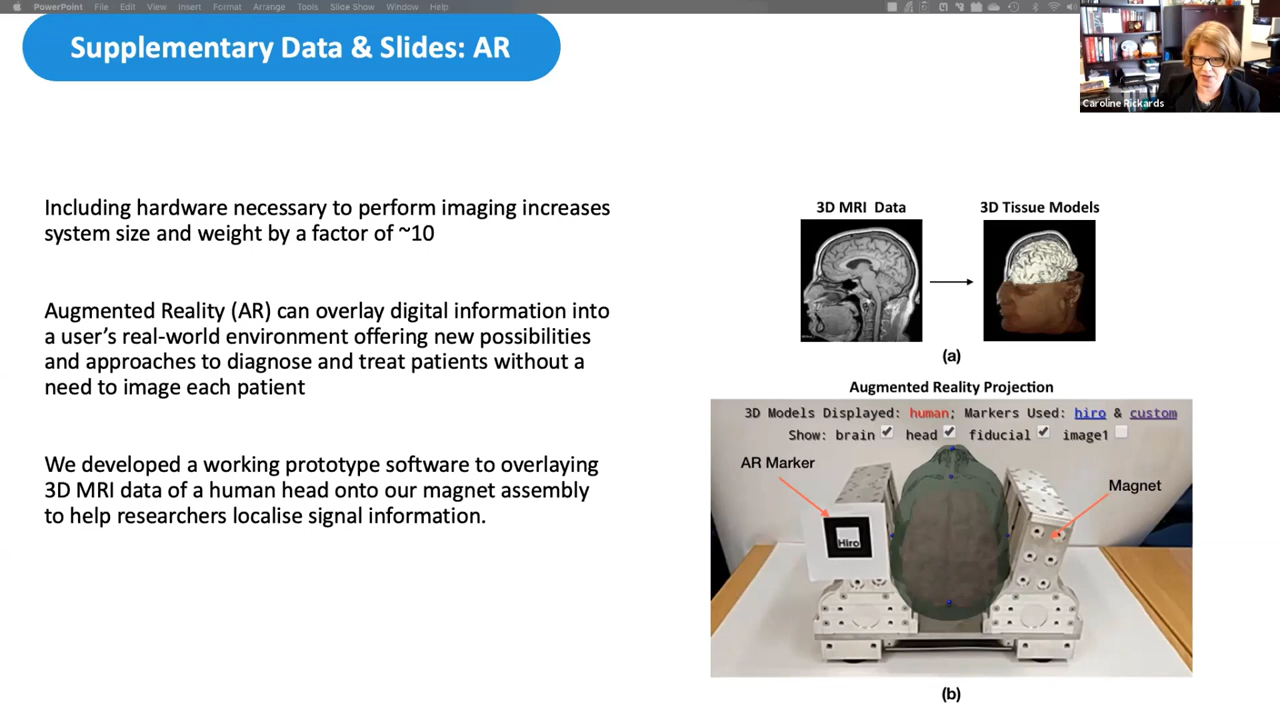 PowerPoint File Edit View Insert Format Arrange Tools Slide Show Window Help
Supplementary Data & Slides: AR
Caroline Rickards
Including hardware necessary to perform imaging increases
system size and weight by a factor of ~10
Augmented Reality (AR) can overlay digital information into
a user’s real-world environment offering new possibilities
and approaches to diagnose and treat patients without a
need to image each patient
We developed a working prototype software to overlaying
3D MRI data of a human head onto our magnet assembly
to help researchers localise signal information.
3D MRI Data
3D Tissue Models
(a)
Augmented Reality Projection
3D Models Displayed: human; Markers Used: hiro & custom
Show: brain head fiducial image1
AR Marker
Magnet
Hiro
(b)